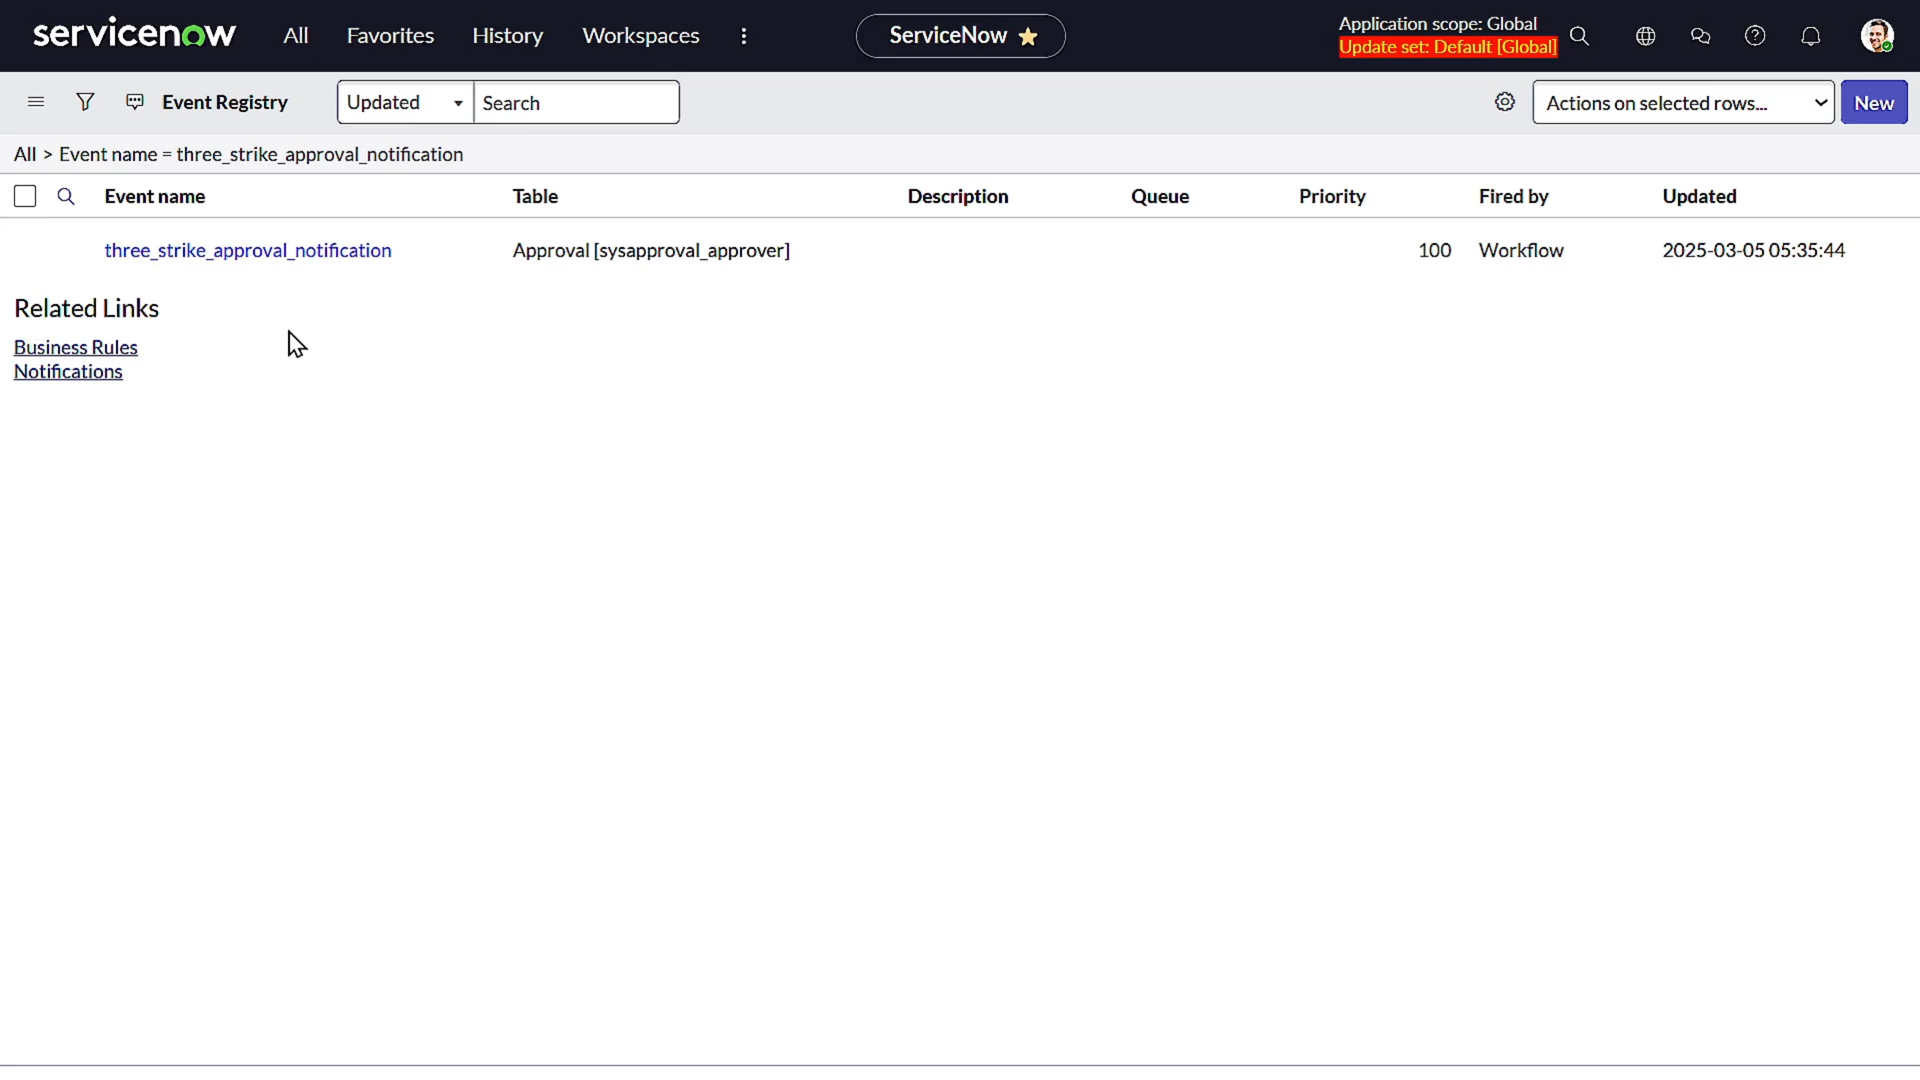 servicenow All Favorites History Workspaces ServiceNow Application scope: Global
Update set: Default [Global]
Event Registry Updated Search Actions on selected rows... New
All > Event name = three_strike_approval_notification
Event name Table Description Queue Priority Fired by Updated
three_strike_approval_notification Approval [sysapproval_approver] 100 Workflow 2025-03-05 05:35:44
Related Links
Business Rules
Notifications